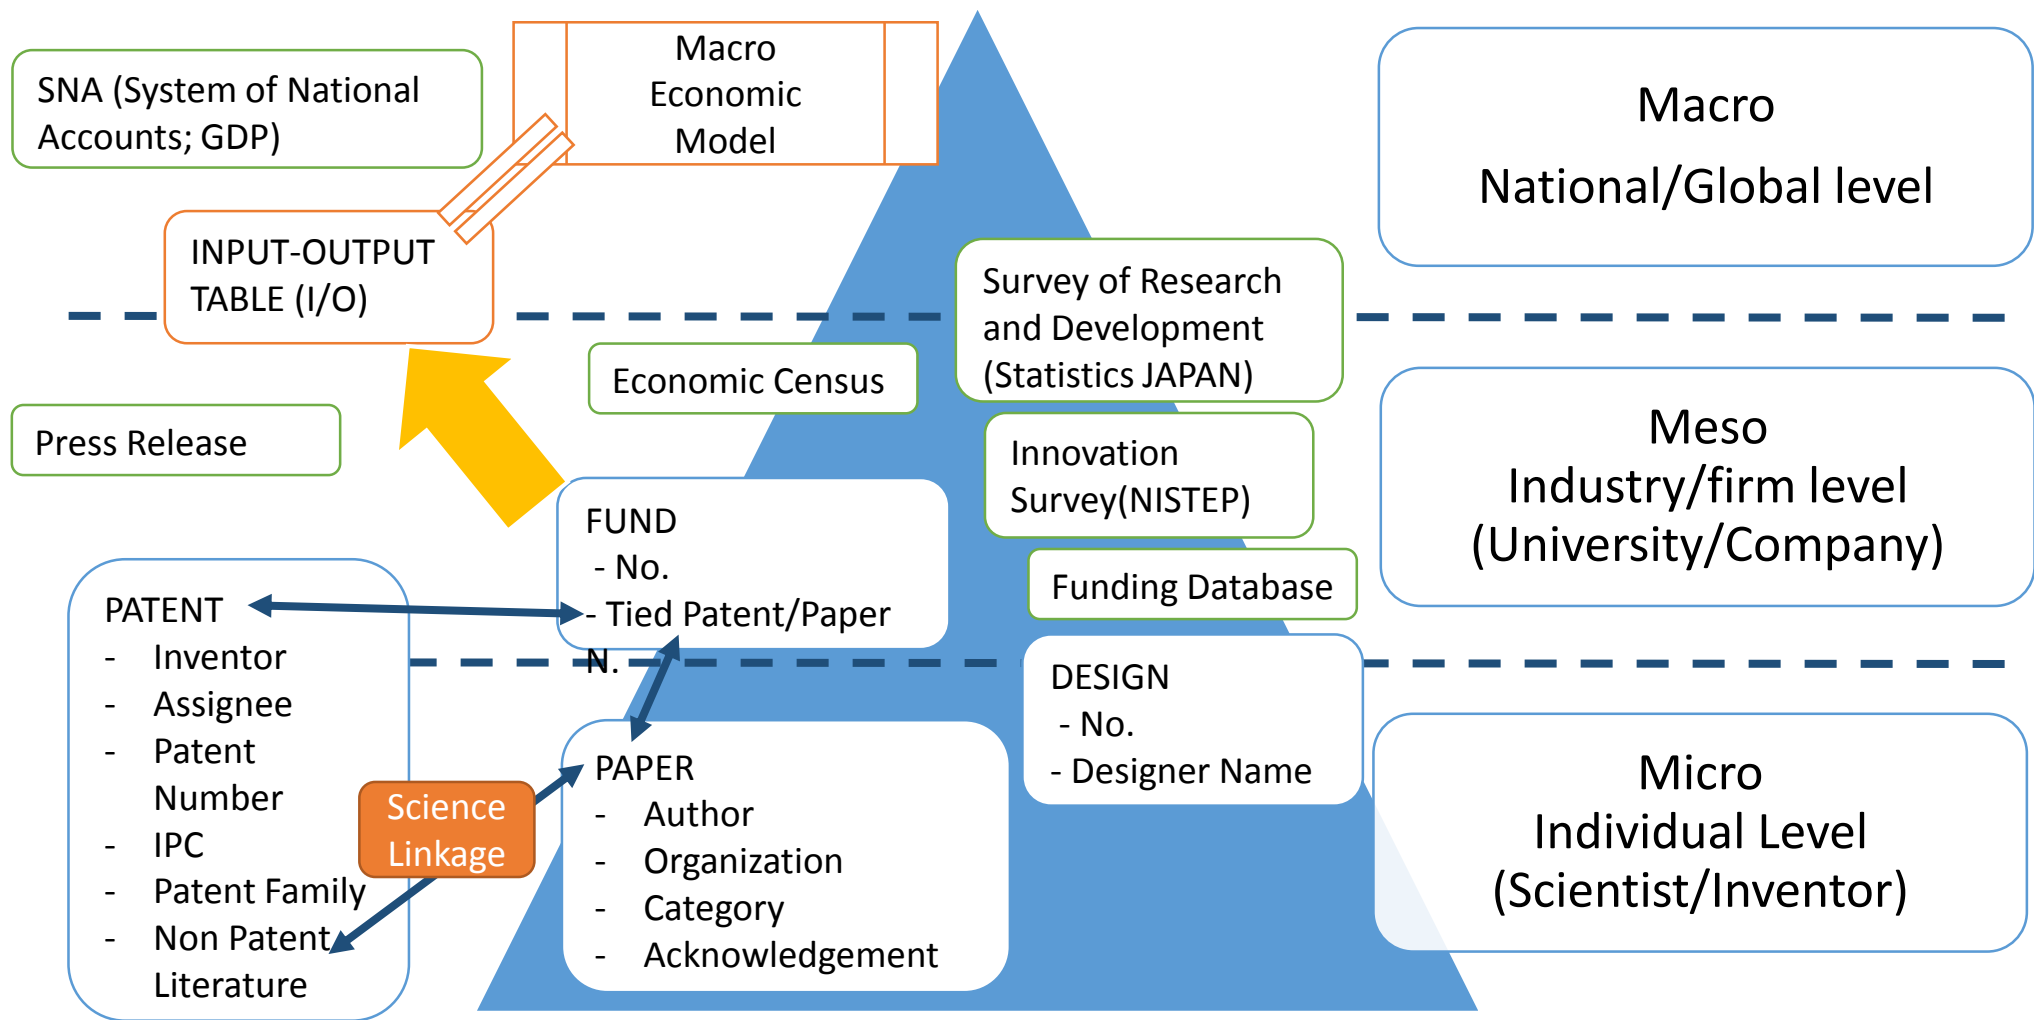 SNA (System of National
Accounts; GDP)
Macro
Economic
Model
Macro
National/Global level
INPUT-OUTPUT
TABLE (I/O)
Survey of Research
and Development
(Statistics JAPAN)
Economic Census
Press Release
Innovation
Survey(NISTEP)
Meso
Industry/firm level
(University/Company)
FUND
- No.
- Tied Patent/Paper
N.
Funding Database
PATENT
- Inventor
- Assignee
- Patent
Number
- IPC
- Patent Family
- Non Patent
Literature
Science
Linkage
PAPER
- Author
- Organization
- Category
- Acknowledgement
DESIGN
- No.
- Designer Name
Micro
Individual Level
(Scientist/Inventor)